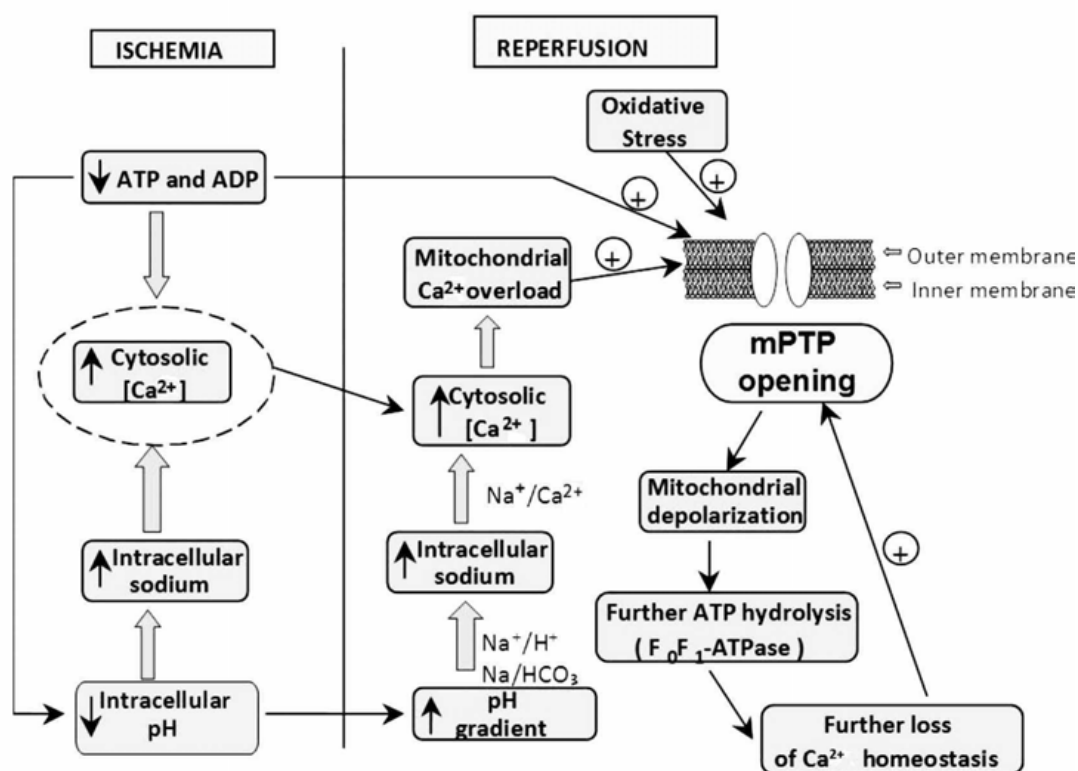 ISCHEMIA
REPERFUSION
Oxidative
Stress
+
↓ ATP and ADP
+
Mitochondrial
Ca²⁺overload
+
⇐ Outer membrane
⇐ Inner membrane
mPTP
opening
↑ Cytosolic
[Ca²⁺]
↑ Cytosolic
[Ca²⁺ ]
Na⁺/Ca²⁺
Mitochondrial
depolarization
↑ Intracellular
sodium
↑ Intracellular
sodium
+
Further ATP hydrolysis
( F₀F₁-ATPase )
Na⁺/H⁺
Na/HCO₃
↓ Intracellular
pH
↑ pH
gradient
Further loss
of Ca²⁺ homeostasis